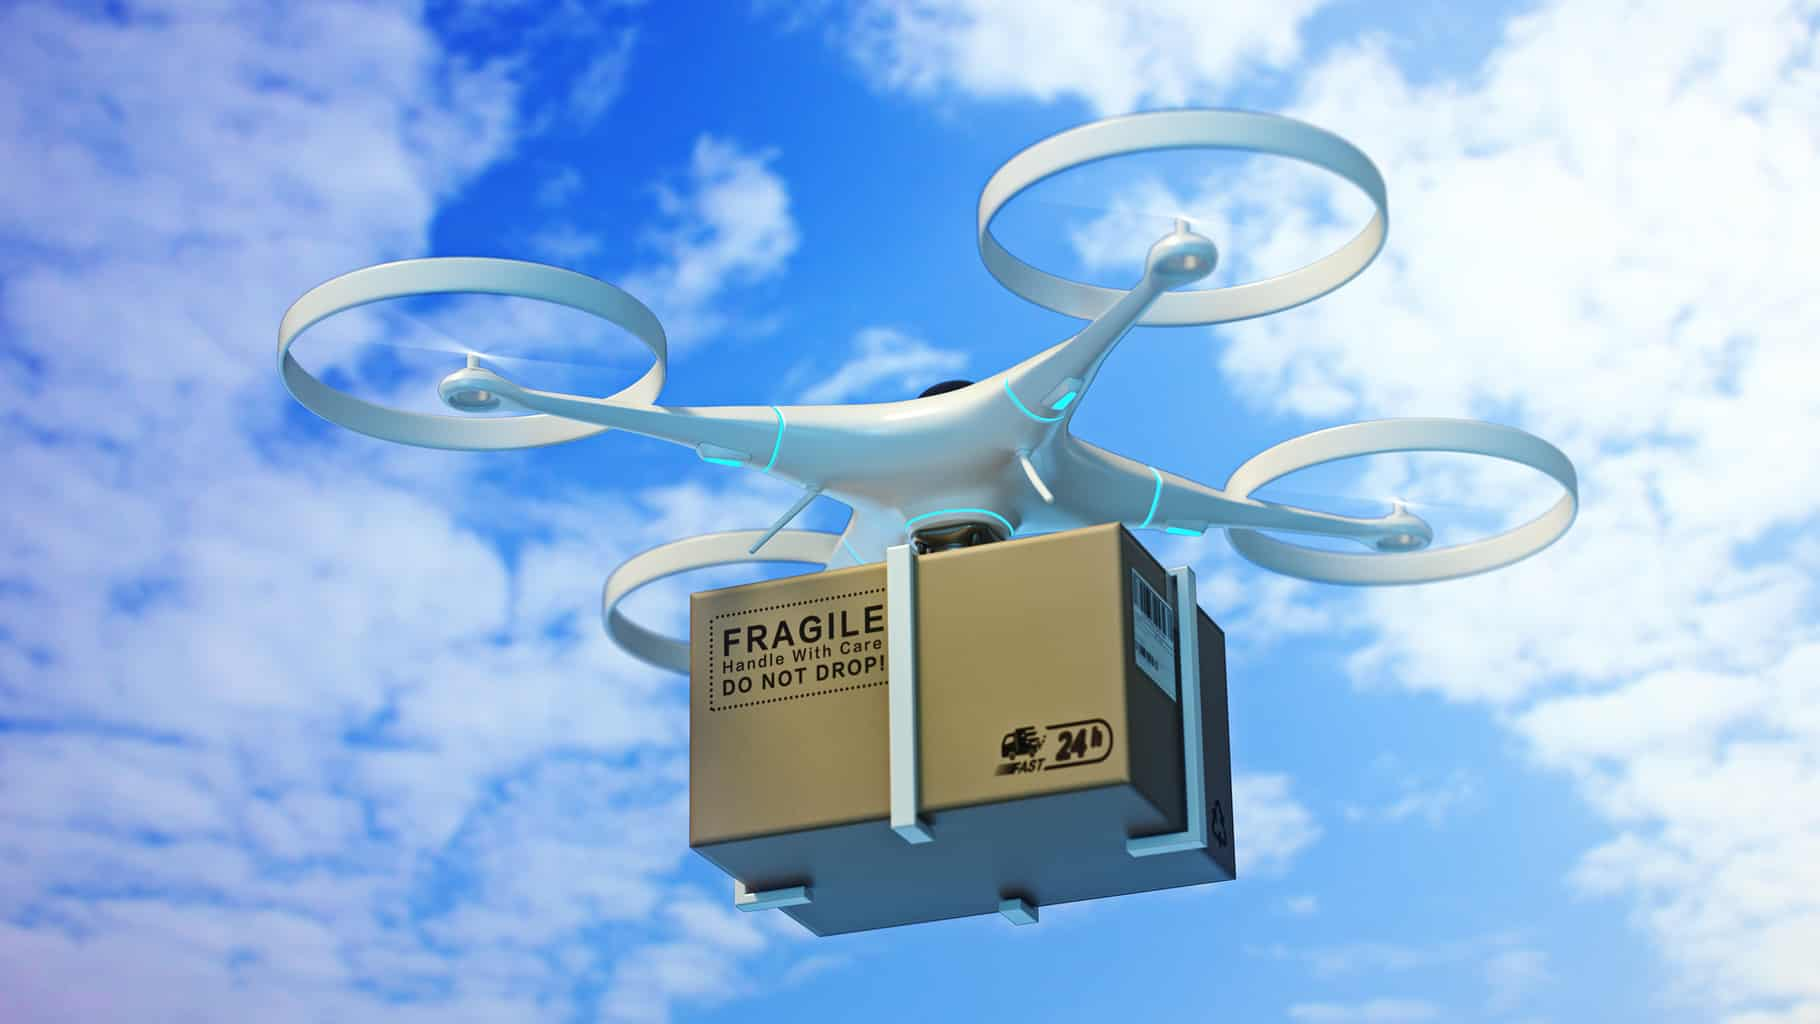 FRAGILE
Handle With Care
DO NOT DROP!
24h
FAST